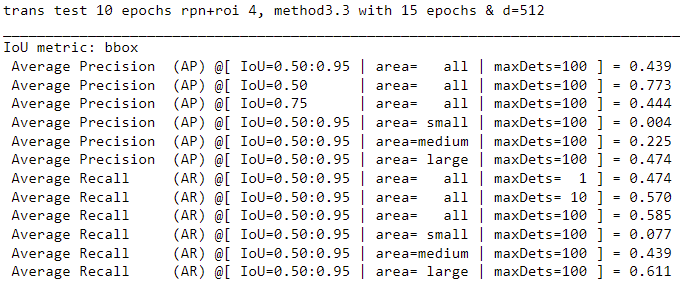 trans test 10 epochs rpn+roi 4, method3.3 with 15 epochs & d=512
IoU metric: bbox
Average Precision  (AP) @[ IoU=0.50:0.95 | area=   all | maxDets=100 ] = 0.439
Average Precision  (AP) @[ IoU=0.50      | area=   all | maxDets=100 ] = 0.773
Average Precision  (AP) @[ IoU=0.75      | area=   all | maxDets=100 ] = 0.444
Average Precision  (AP) @[ IoU=0.50:0.95 | area= small | maxDets=100 ] = 0.004
Average Precision  (AP) @[ IoU=0.50:0.95 | area=medium | maxDets=100 ] = 0.225
Average Precision  (AP) @[ IoU=0.50:0.95 | area= large | maxDets=100 ] = 0.474
Average Recall     (AR) @[ IoU=0.50:0.95 | area=   all | maxDets=  1 ] = 0.474
Average Recall     (AR) @[ IoU=0.50:0.95 | area=   all | maxDets= 10 ] = 0.570
Average Recall     (AR) @[ IoU=0.50:0.95 | area=   all | maxDets=100 ] = 0.585
Average Recall     (AR) @[ IoU=0.50:0.95 | area= small | maxDets=100 ] = 0.077
Average Recall     (AR) @[ IoU=0.50:0.95 | area=medium | maxDets=100 ] = 0.439
Average Recall     (AR) @[ IoU=0.50:0.95 | area= large | maxDets=100 ] = 0.611